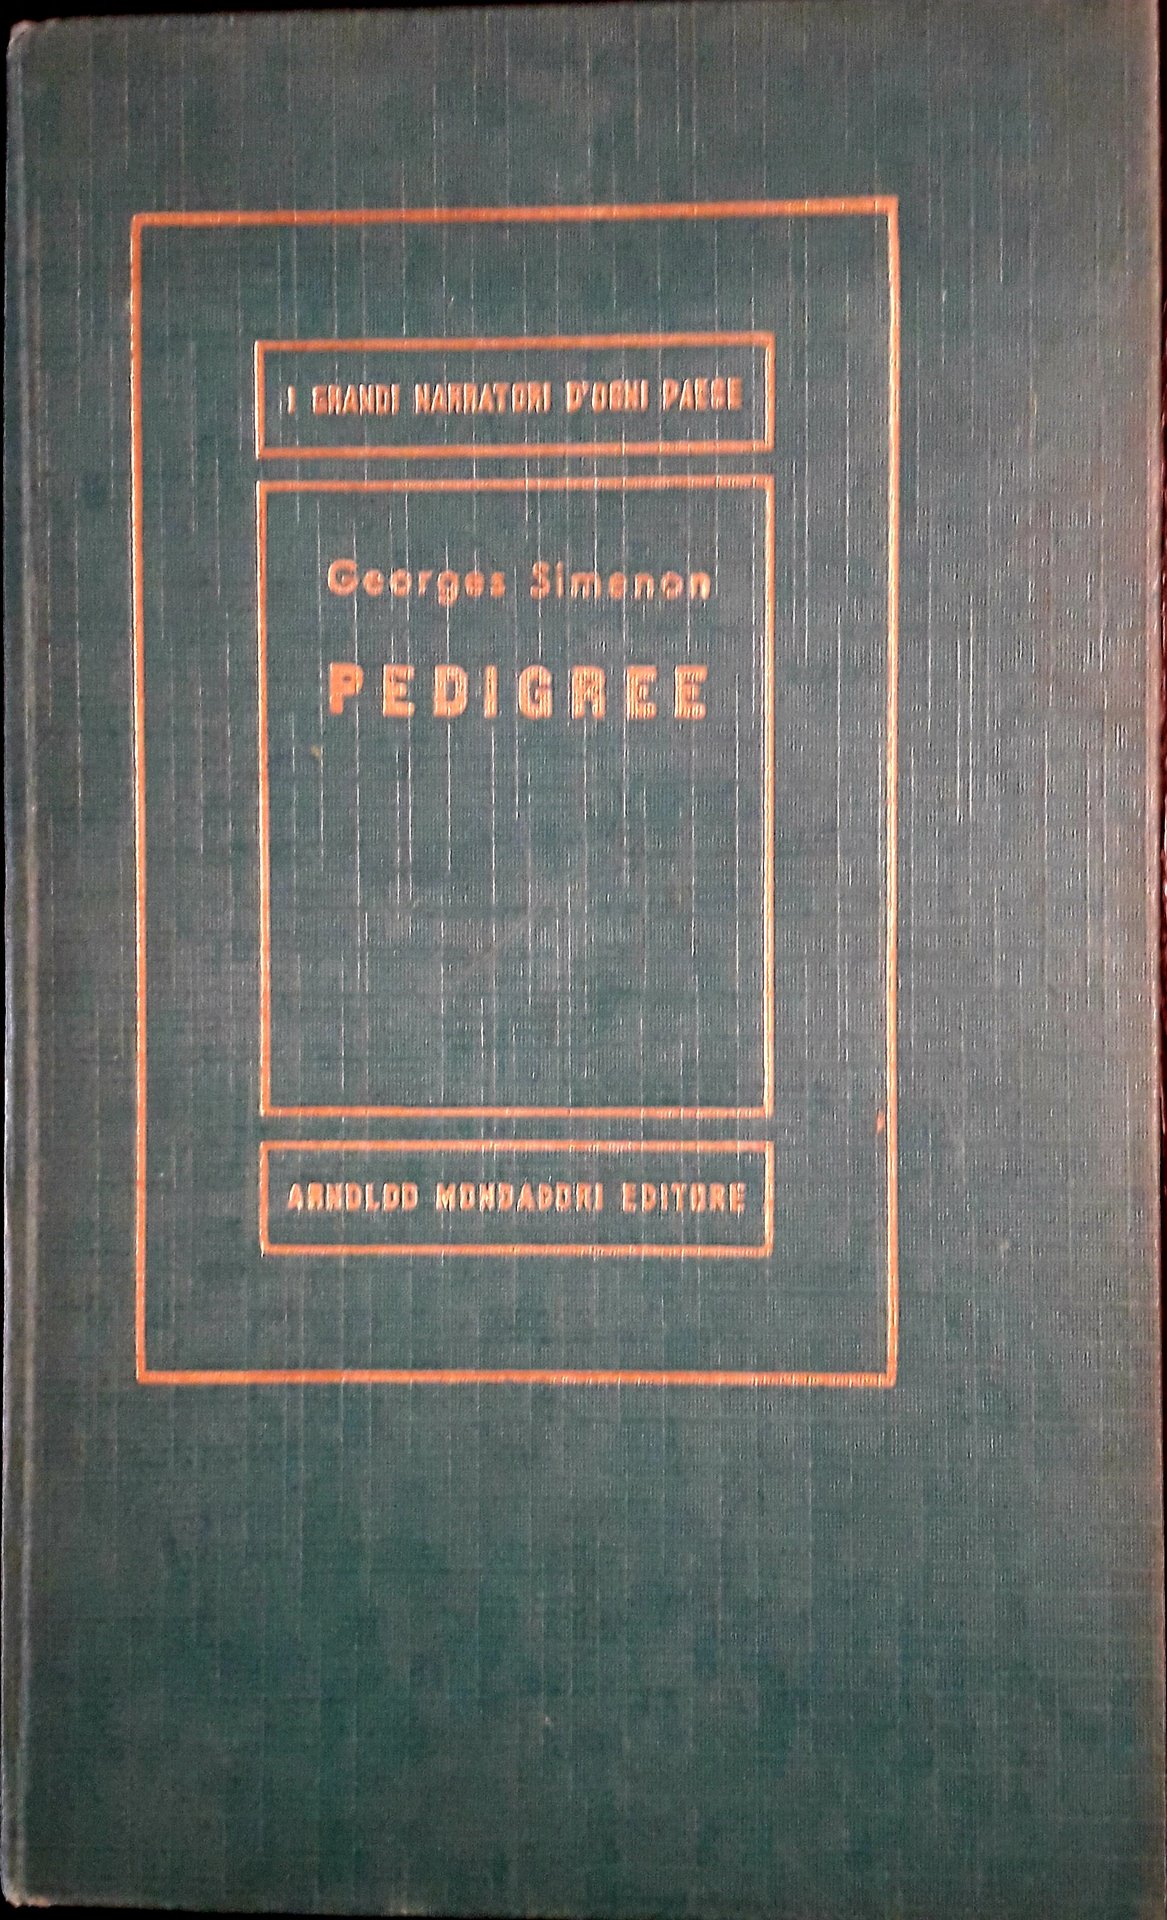 I GRANDI NARRATORI D'OGNI PAESE
Georges Simenon
PEDIGREE
ARNOLDO MONDADORI EDITORE